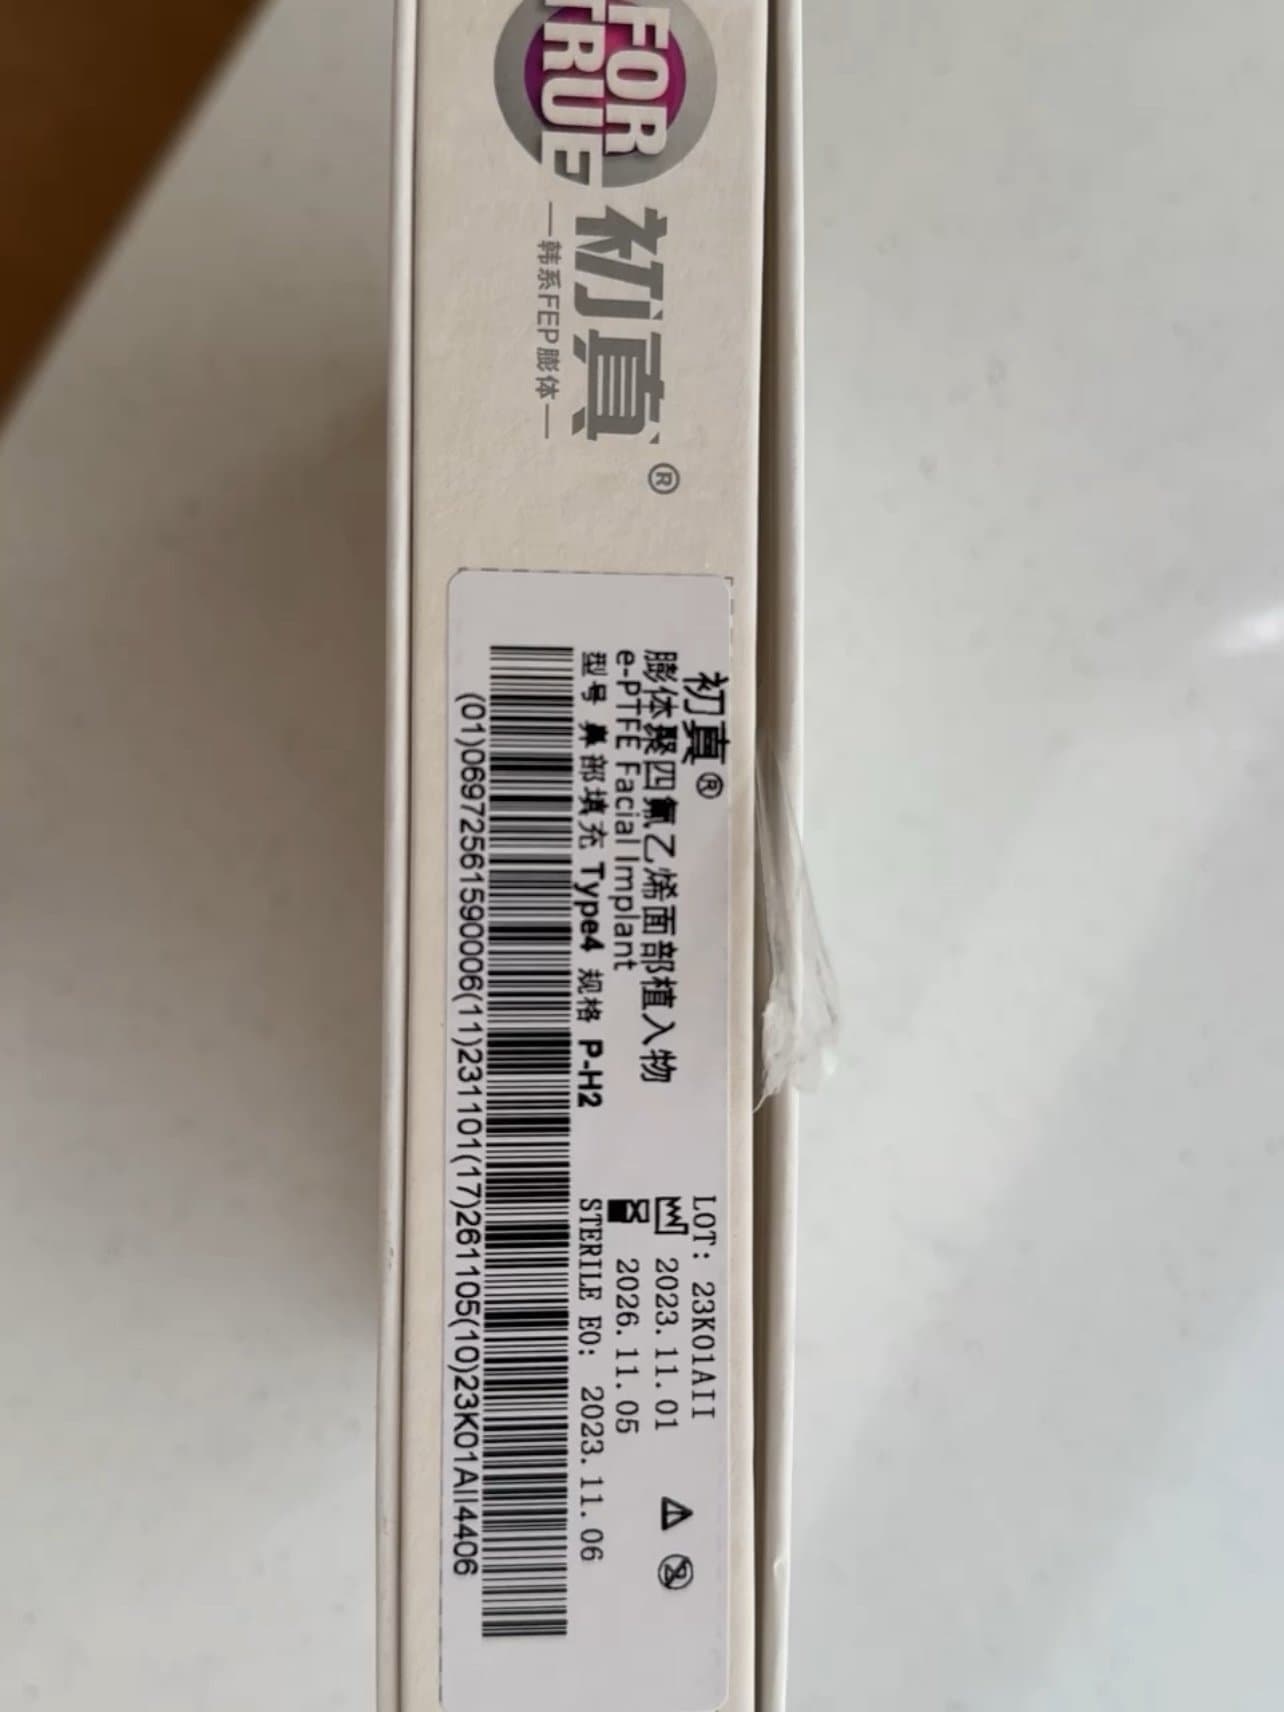 FOR
TRUE
初真®
韩系FEP膨体
初真®
膨体聚四氟乙烯面部植入物
e-PTFE Facial Implant
型号 鼻部填充 Type4 规格 P-H2
(01)06972561590006(11)231101(17)261105(10)23K01AII4406
LOT: 23K01AII
2023.11.01
2026.11.05
STERILE EO: 2023.11.06
2